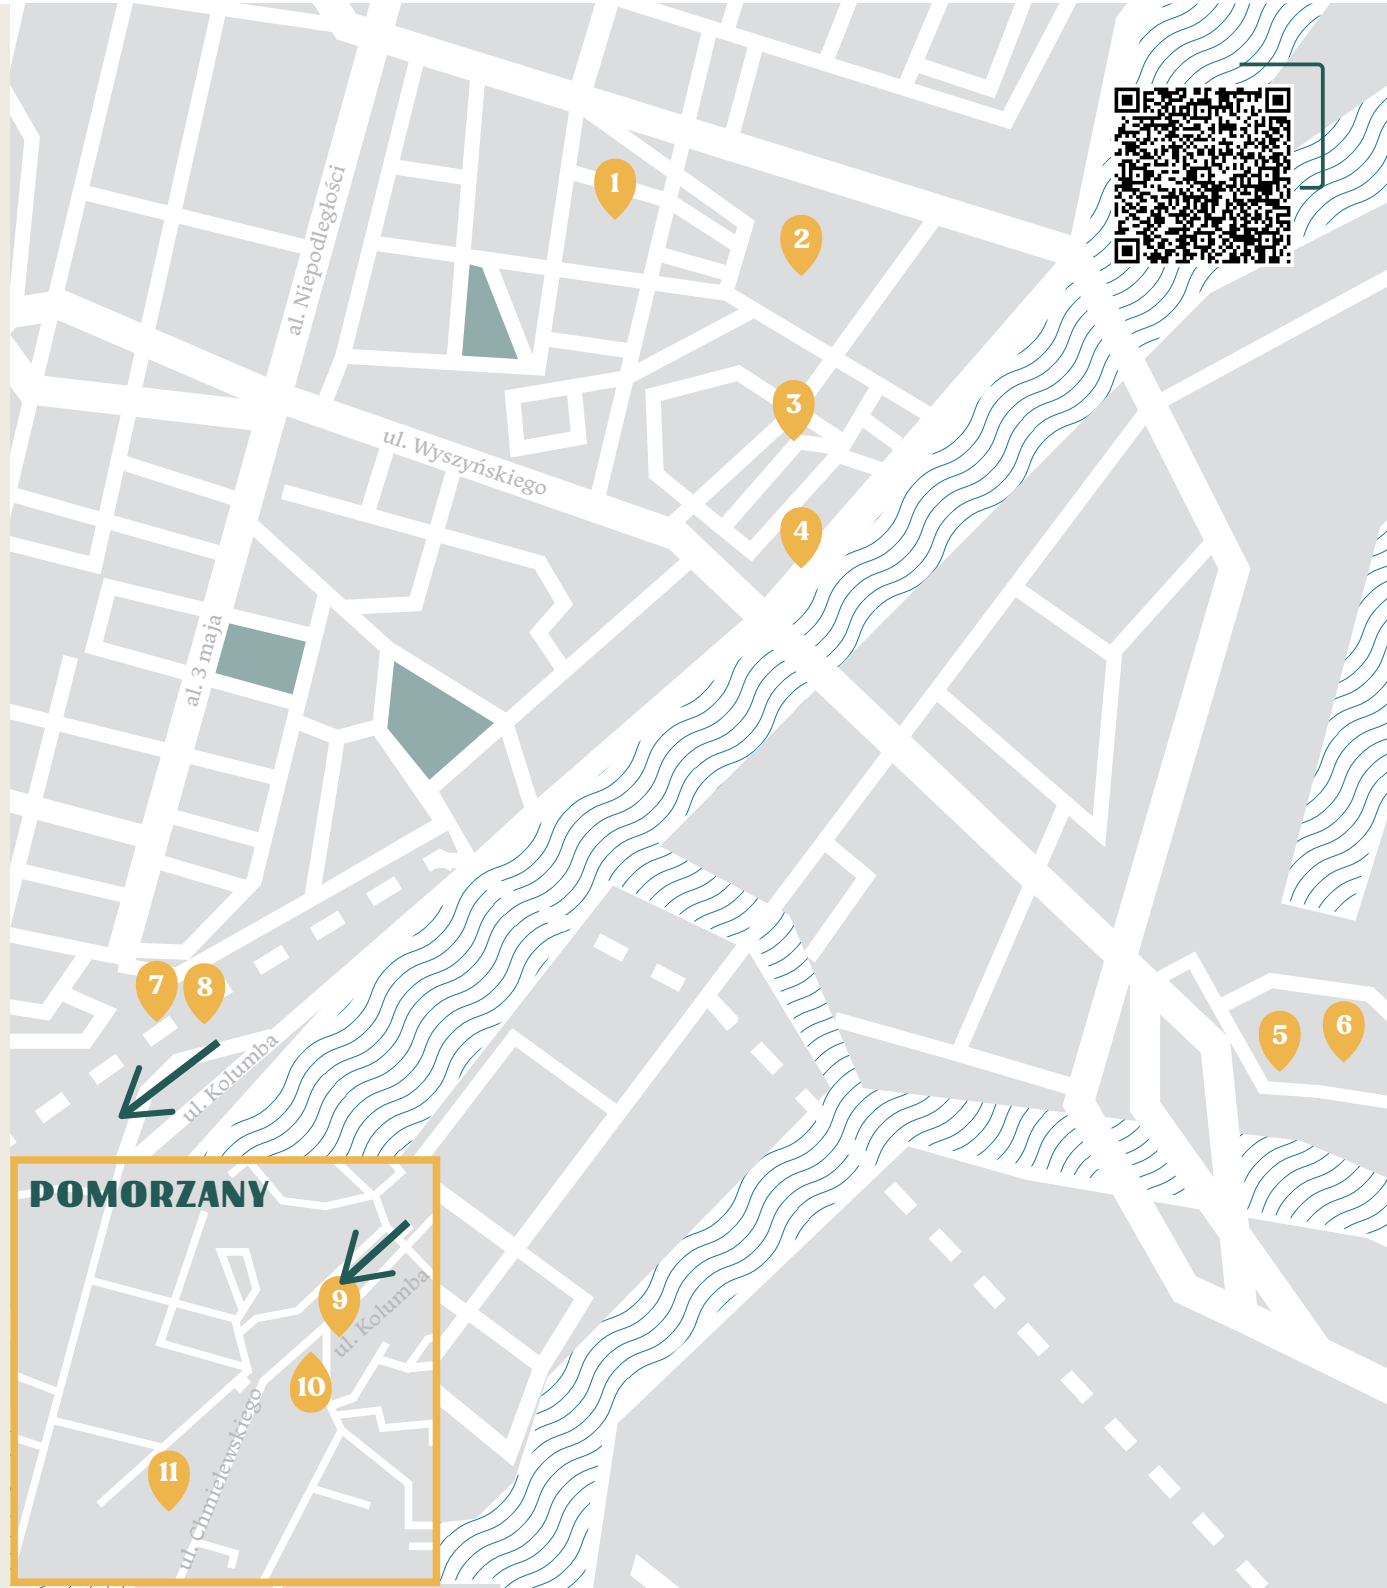 1
2
al. Niepodległości
3
ul. Wyszyńskiego
4
al. 3 maja
7
8
5
6
ul. Kolumba
POMORZANY
9
ul. Kolumba
10
ul. Chmielewskiego
11